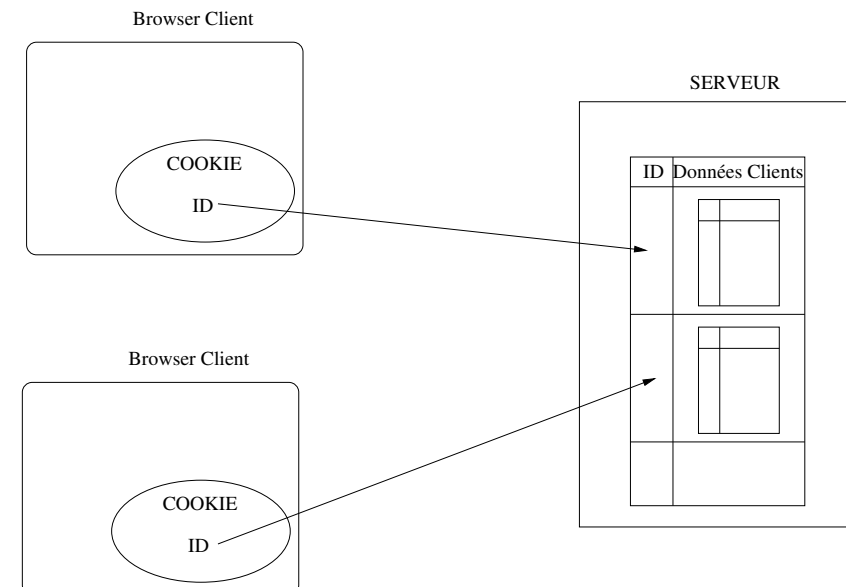 Browser Client
COOKIE
ID
SERVEUR
ID Données Clients
Browser Client
COOKIE
ID